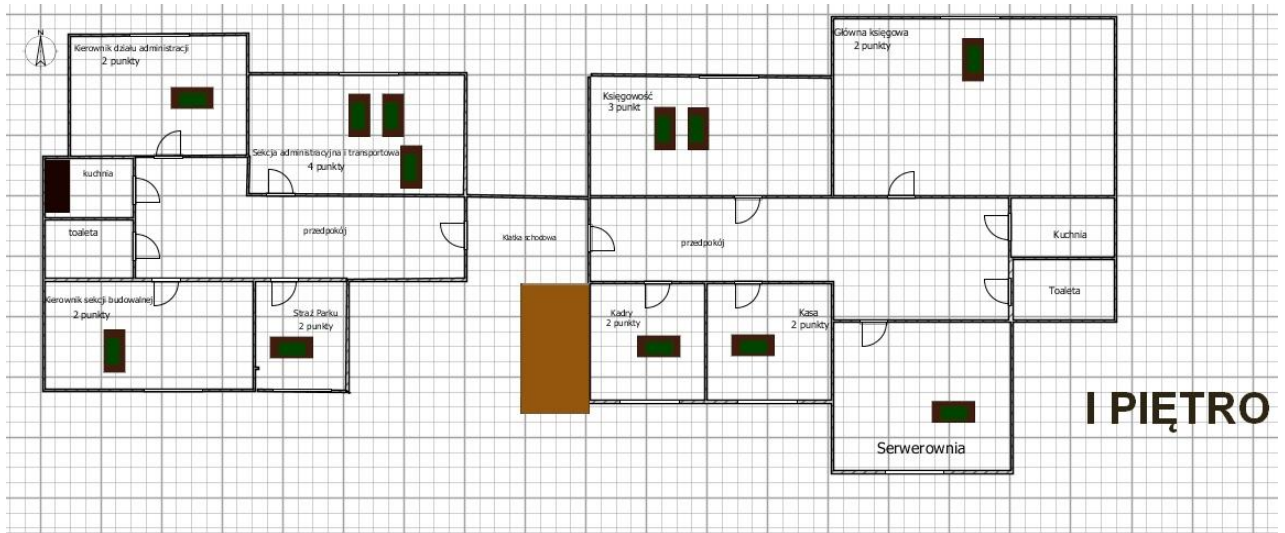 N
Kierownik działu administracji
2 punkty
Sekcja administracyjna i transportowa
4 punkty
kuchnia
toaleta
przedpokój
Kierownik sekcji budowalnej
2 punkty
Straż Parku
2 punkty
Klatka schodowa
Księgowość
3 punkt
Główna księgowa
2 punkty
przedpokój
Kuchnia
Toaleta
Kadry
2 punkty
Kasa
2 punkty
Serwerownia
I PIĘTRO